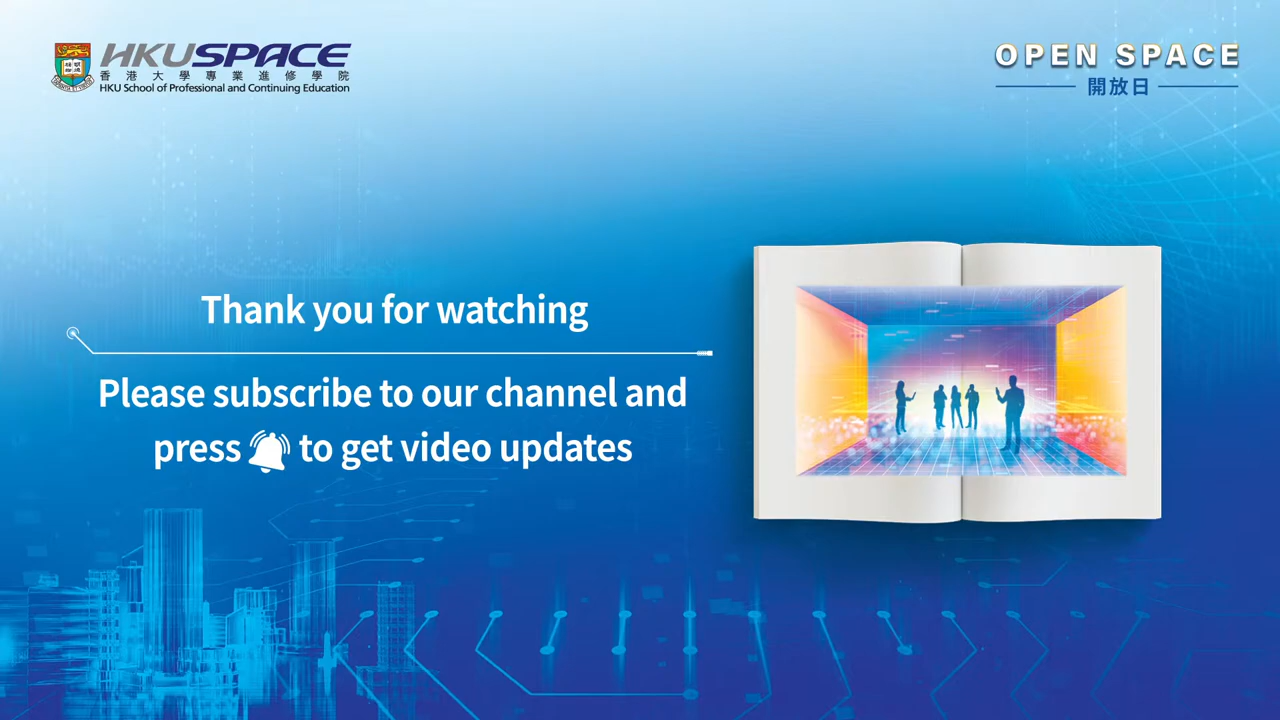 HKUSPACE
香港大學專業進修學院
HKU School of Professional and Continuing Education
OPEN SPACE
開放日
Thank you for watching
Please subscribe to our channel and
press to get video updates